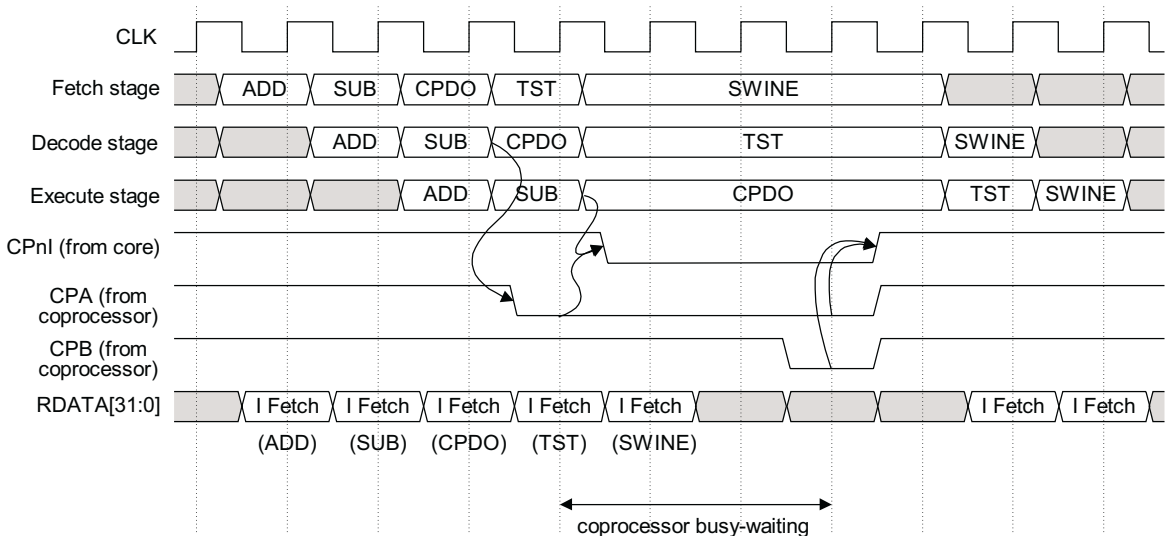 CLK
Fetch stage ADD SUB CPDO TST SWINE
Decode stage ADD SUB CPDO TST SWINE
Execute stage ADD SUB CPDO TST SWINE
CPnI (from core)
CPA (from
coprocessor)
CPB (from
coprocessor)
RDATA[31:0] I Fetch I Fetch I Fetch I Fetch I Fetch I Fetch I Fetch
(ADD) (SUB) (CPDO) (TST) (SWINE)
coprocessor busy-waiting